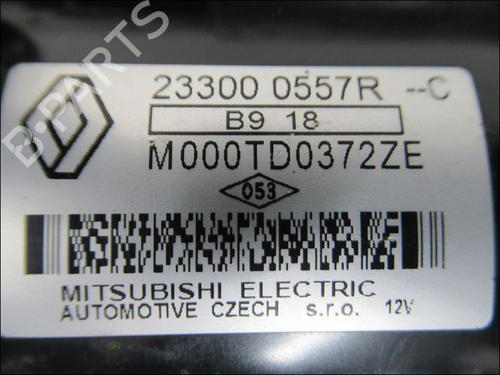 23300 0557R --C
B9 18
M000TD0372ZE
053
MITSUBISHI ELECTRIC
AUTOMOTIVE CZECH s.r.o. 12V
B-PARTS